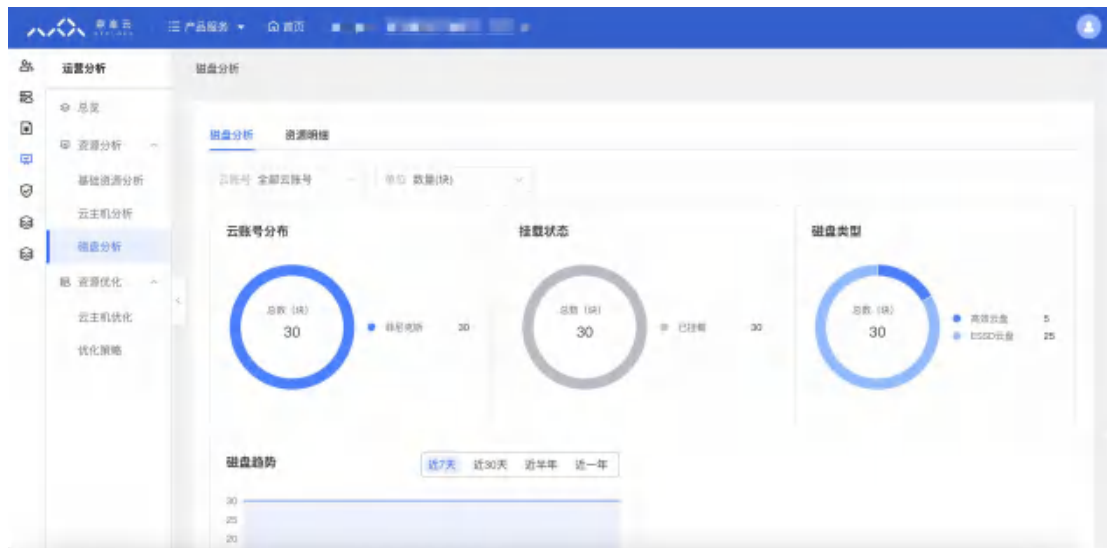 产品服务 首页
运营分析
磁盘分析
总览
磁盘分析 资源明细
资源分析
云账号 全部云账号 单位 数量(块)
基础资源分析
云主机分析
云账号分布 挂载状态 磁盘类型
磁盘分析
资源优化
总数 (块) 总数 (块) 总数 (块)
云主机优化
30 30 30 30 已挂载 30
高效云盘 5
ESSD云盘 25
优化策略
磁盘趋势 近7天 近30天 近半年 近一年
30
25
20